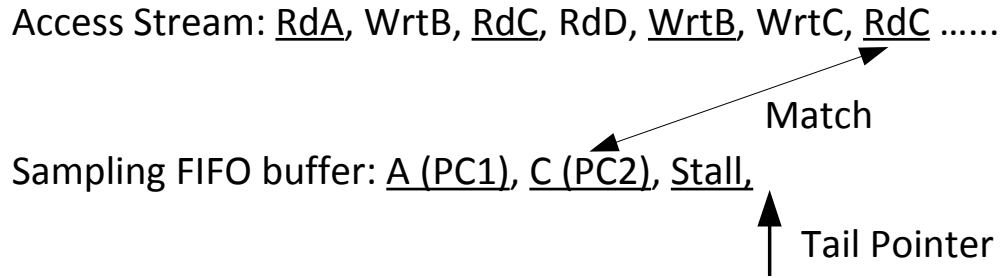 Access Stream: RdA, WrtB, RdC, RdD, WrtB, WrtC, RdC ......
Match
Sampling FIFO buffer: A (PC1), C (PC2), Stall,
Tail Pointer